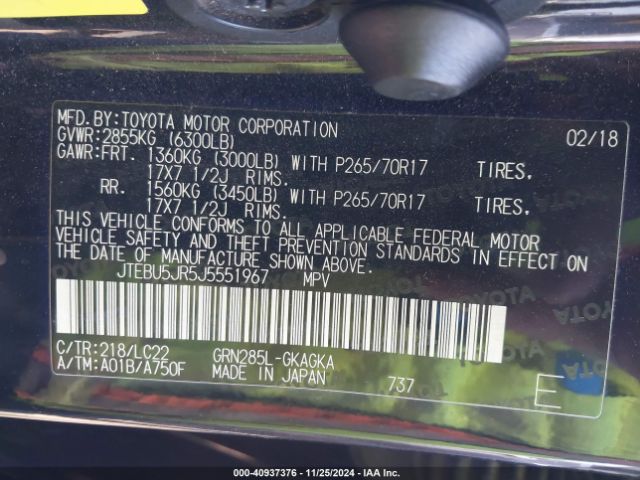 MFD.BY:TOYOTA MOTOR CORPORATION 02/18
GVWR:2855KG (6300LB)
GAWR:FRT. 1360KG (3000LB) WITH P265/70R17 TIRES,
17X7 1/2J RIMS.
RR. 1560KG (3450LB) WITH P265/70R17 TIRES,
17X7 1/2J RIMS.
THIS VEHICLE CONFORMS TO ALL APPLICABLE FEDERAL MOTOR
VEHICLE SAFETY AND THEFT PREVENTION STANDARDS IN EFFECT ON
THE DATE OF MANUFACTURE SHOWN ABOVE.
JTEBU5JR5J5551967 MPV
C/TR:218/LC22 GRN285L-GKAGKA
A/TM:A01B/A750F MADE IN JAPAN 737 E
TOYOTA TOYOTA TOYOTA
000-40937376 - 11/25/2024 - IAA Inc.